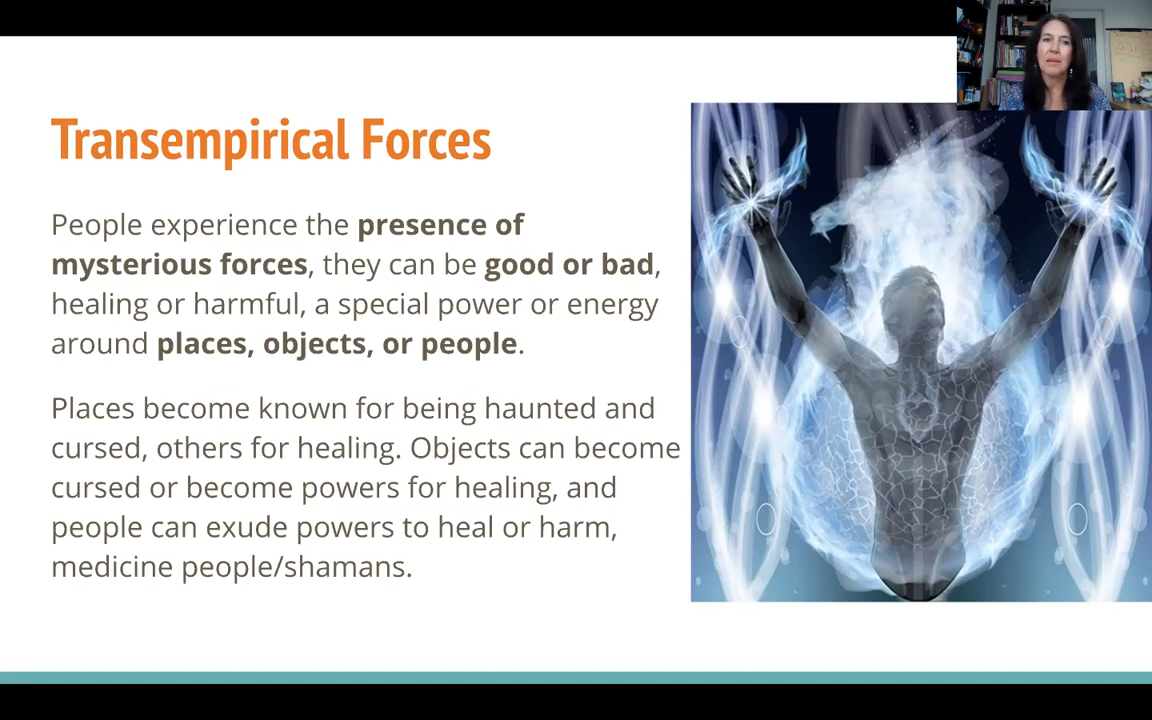 Transempirical Forces
People experience the presence of
mysterious forces, they can be good or bad,
healing or harmful, a special power or energy
around places, objects, or people.
Places become known for being haunted and
cursed, others for healing. Objects can become
cursed or become powers for healing, and
people can exude powers to heal or harm,
medicine people/shamans.